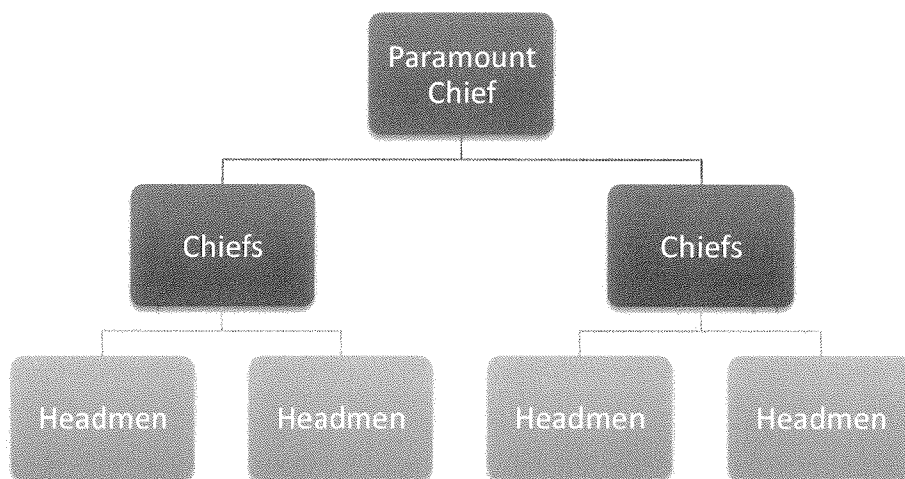 Paramount
Chief
Chiefs
Chiefs
Headmen
Headmen
Headmen
Headmen